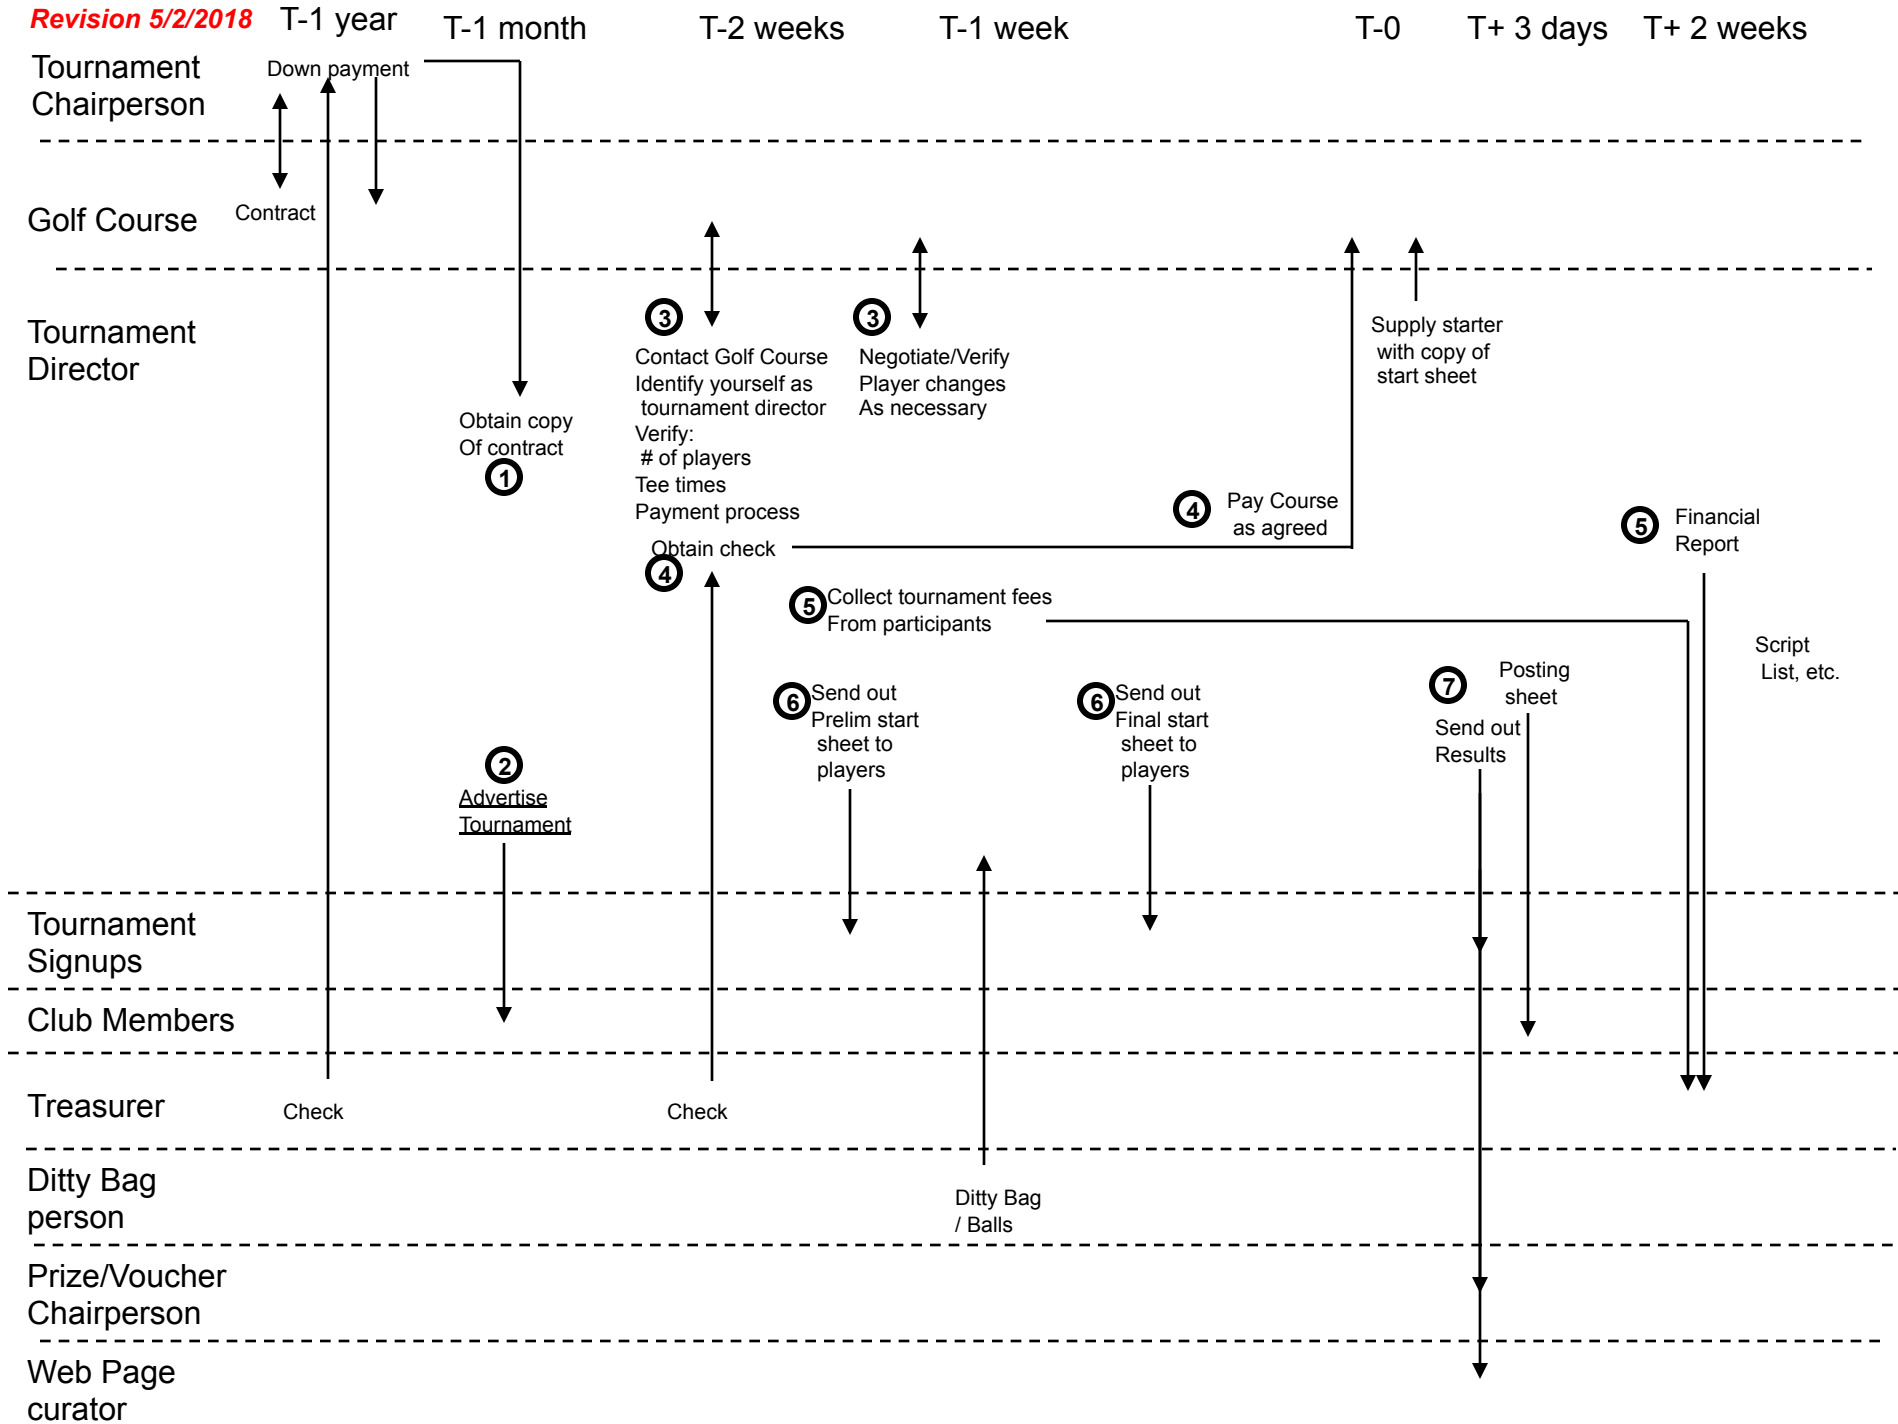 Revision 5/2/2018
T-1 year
T-1 month
T-2 weeks
T-1 week
T-0
T+ 3 days
T+ 2 weeks
Tournament
Chairperson
Down payment
Golf Course
Contract
Tournament
Director
3
Contact Golf Course
Identify yourself as
tournament director
Verify:
# of players
Tee times
Payment process
3
Negotiate/Verify
Player changes
As necessary
Supply starter
with copy of
start sheet
Obtain copy
Of contract
1
4
Pay Course
as agreed
5
Financial
Report
Obtain check
4
5
Collect tournament fees
From participants
Script
List, etc.
6
Send out
Prelim start
sheet to
players
6
Send out
Final start
sheet to
players
7
Posting
sheet
Send out
Results
2
Advertise
Tournament
Tournament
Signups
Club Members
Treasurer
Check
Check
Ditty Bag
person
Ditty Bag
/ Balls
Prize/Voucher
Chairperson
Web Page
curator